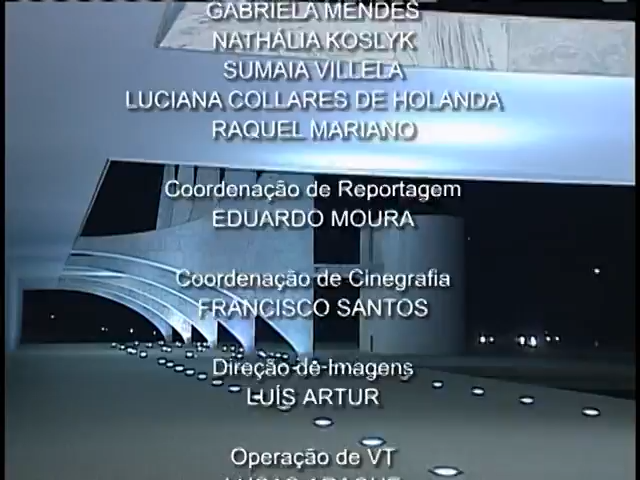 GABRIELA MENDES
NATHÁLIA KOSLYK
SUMAIA VILLELA
LUCIANA COLLARES DE HOLANDA
RAQUEL MARIANO
Coordenação de Reportagem
EDUARDO MOURA
Coordenação de Cinegrafia
FRANCISCO SANTOS
Direção de Imagens
LUÍS ARTUR
Operação de VT